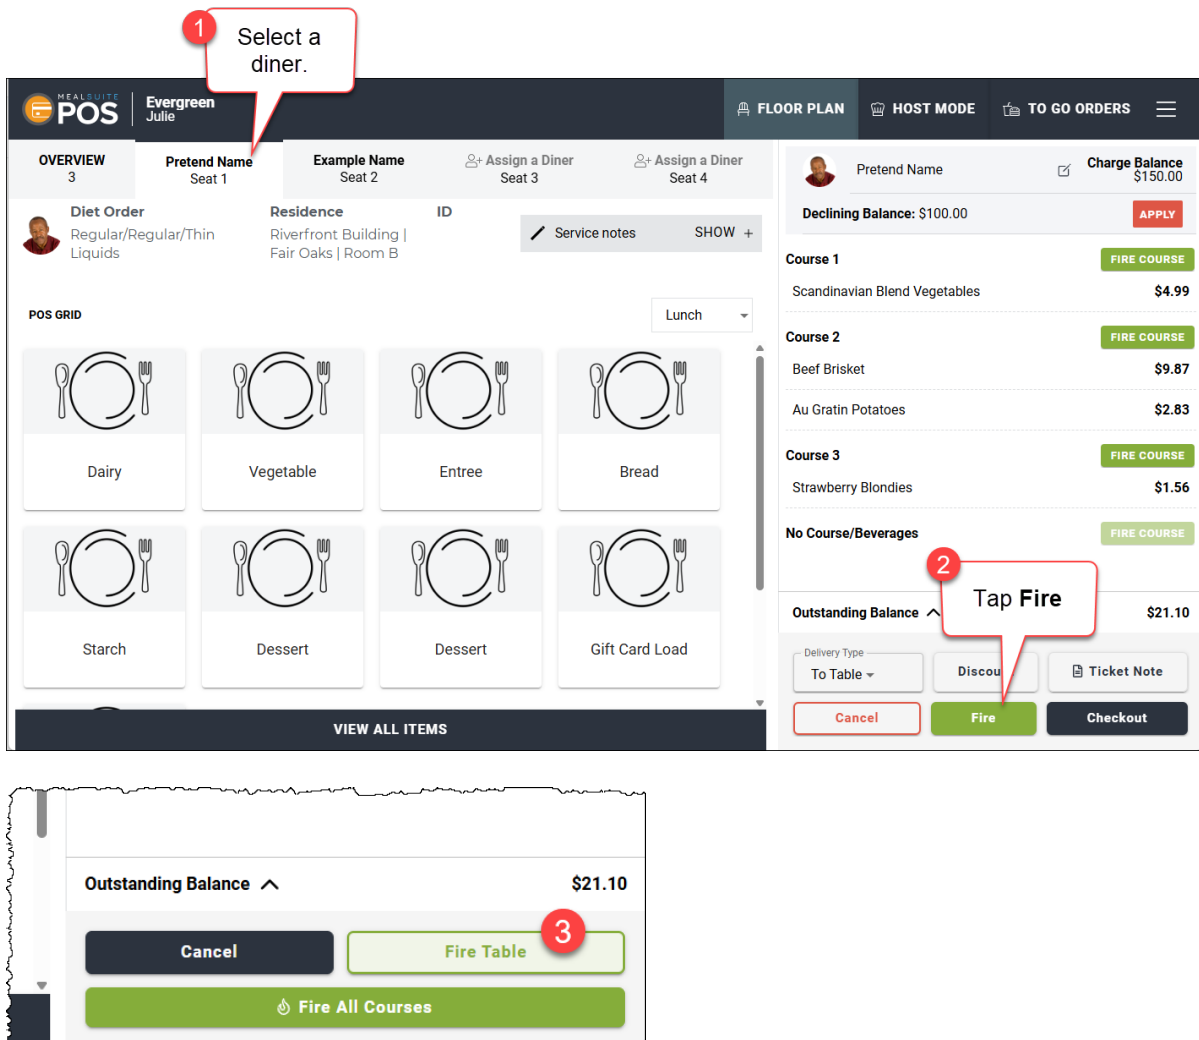 1
Select a
diner.
MEALSUITE
POS
Evergreen
Julie
FLOOR PLAN
HOST MODE
TO GO ORDERS
OVERVIEW
3
Pretend Name
Seat 1
Example Name
Seat 2
Assign a Diner
Seat 3
Assign a Diner
Seat 4
Diet Order
Regular/Regular/Thin
Liquids
Residence
Riverfront Building |
Fair Oaks | Room B
ID
Service notes SHOW +
POS GRID
Lunch
Dairy
Vegetable
Entree
Bread
Starch
Dessert
Dessert
Gift Card Load
VIEW ALL ITEMS
Pretend Name
Charge Balance
$150.00
Declining Balance: $100.00
APPLY
Course 1 FIRE COURSE
Scandinavian Blend Vegetables $4.99
Course 2 FIRE COURSE
Beef Brisket $9.87
Au Gratin Potatoes $2.83
Course 3 FIRE COURSE
Strawberry Blondies $1.56
No Course/Beverages FIRE COURSE
2
Tap Fire
Outstanding Balance $21.10
Delivery Type
To Table
Discou
Ticket Note
Cancel
Fire
Checkout
Outstanding Balance $21.10
Cancel
Fire Table
3
Fire All Courses